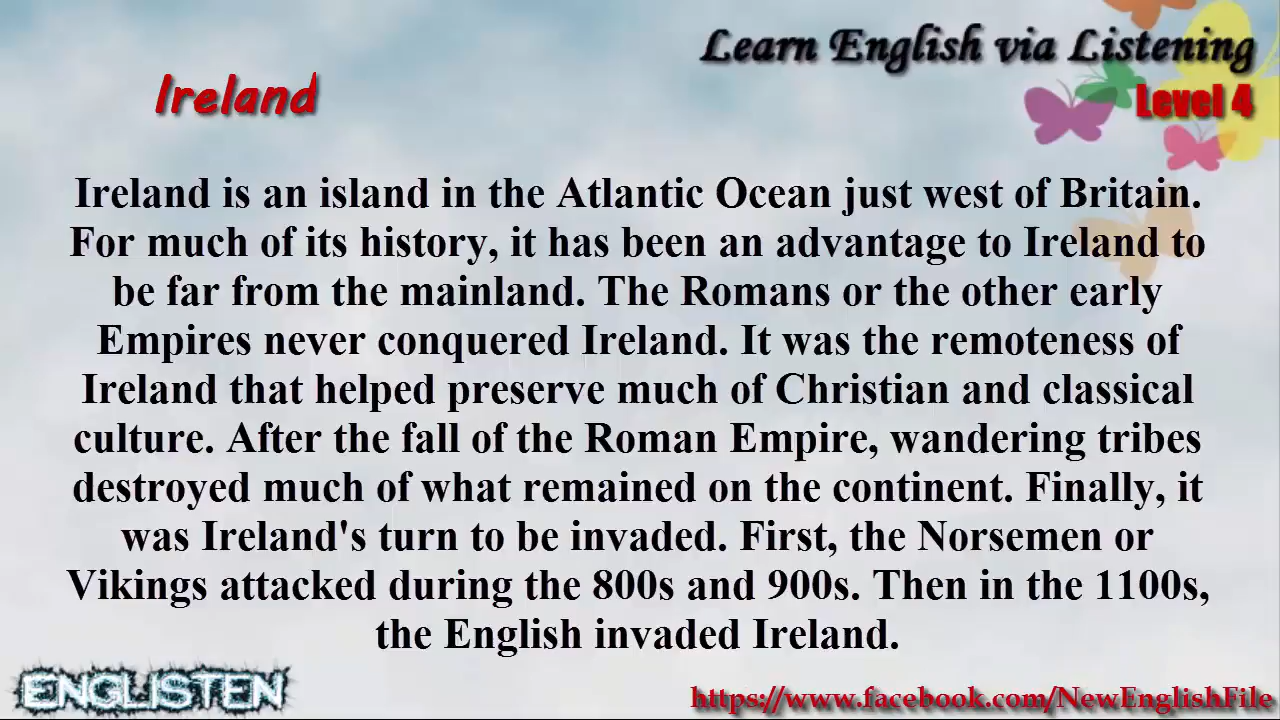 Learn English via Listening
Ireland
Level 4
Ireland is an island in the Atlantic Ocean just west of Britain.
For much of its history, it has been an advantage to Ireland to
be far from the mainland. The Romans or the other early
Empires never conquered Ireland. It was the remoteness of
Ireland that helped preserve much of Christian and classical
culture. After the fall of the Roman Empire, wandering tribes
destroyed much of what remained on the continent. Finally, it
was Ireland's turn to be invaded. First, the Norsemen or
Vikings attacked during the 800s and 900s. Then in the 1100s,
the English invaded Ireland.
ENGLISTEN
https://www.facebook.com/NewEnglishFile